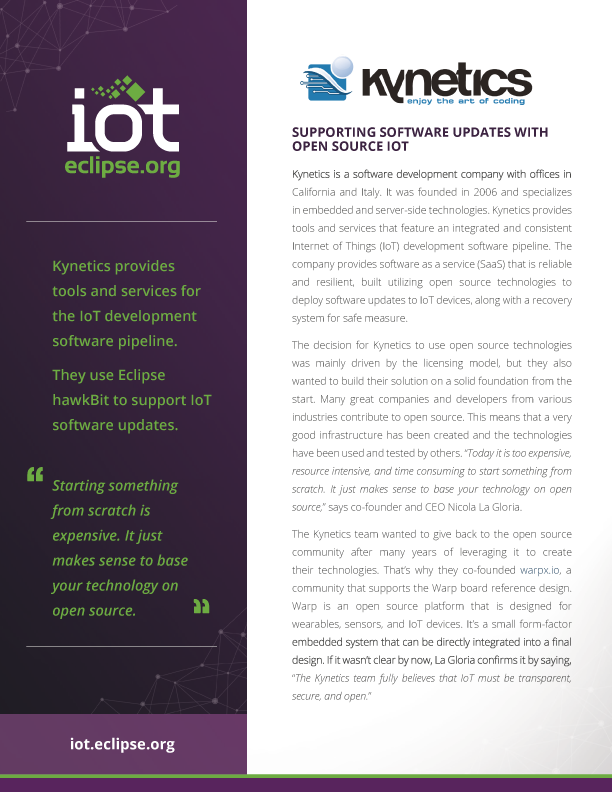 iot
eclipse.org
Kynetics provides
tools and services for
the IoT development
software pipeline.
They use Eclipse
hawkBit to support IoT
software updates.
“
Starting something
from scratch is
expensive. It just
makes sense to base
your technology on
open source.
”
iot.eclipse.org
Kynetics
enjoy the art of coding
SUPPORTING SOFTWARE UPDATES WITH
OPEN SOURCE IOT
Kynetics is a software development company with offices in
California and Italy. It was founded in 2006 and specializes
in embedded and server-side technologies. Kynetics provides
tools and services that feature an integrated and consistent
Internet of Things (IoT) development software pipeline. The
company provides software as a service (SaaS) that is reliable
and resilient, built utilizing open source technologies to
deploy software updates to IoT devices, along with a recovery
system for safe measure.
The decision for Kynetics to use open source technologies
was mainly driven by the licensing model, but they also
wanted to build their solution on a solid foundation from the
start. Many great companies and developers from various
industries contribute to open source. This means that a very
good infrastructure has been created and the technologies
have been used and tested by others. “Today it is too expensive,
resource intensive, and time consuming to start something from
scratch. It just makes sense to base your technology on open
source,” says co-founder and CEO Nicola La Gloria.
The Kynetics team wanted to give back to the open source
community after many years of leveraging it to create
their technologies. That’s why they co-founded warpx.io, a
community that supports the Warp board reference design.
Warp is an open source platform that is designed for
wearables, sensors, and IoT devices. It’s a small form-factor
embedded system that can be directly integrated into a final
design. If it wasn’t clear by now, La Gloria confirms it by saying,
“The Kynetics team fully believes that IoT must be transparent,
secure, and open.”